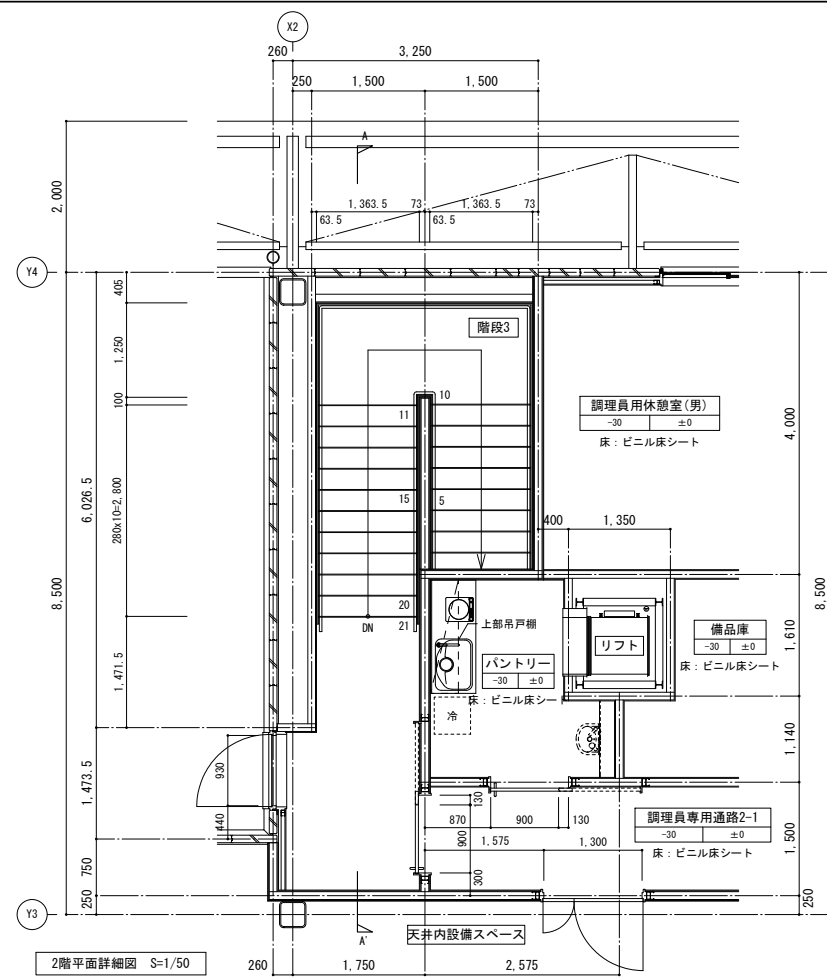 X2
260
3,250
250
1,500
1,500
A
2,000
1,363.5
73
1,363.5
73
63.5
63.5
Y4
405
階段3
1,250
10
100
11
調理員用休憩室(男)
-30
±0
床:ビニル床シート
4,000
6,026.5
280x10=2,800
15
5
400
1,350
8,500
8,500
20
DN
21
上部吊戸棚
リフト
備品庫
-30
±0
床:ビニル床シート
1,610
パントリー
-30
±0
床:ビニル床シート
1,471.5
冷
1,140
930
1,473.5
130
870
900
130
調理員専用通路2-1
-30
±0
床:ビニル床シート
440
900
1,575
1,300
1,500
750
300
250
250
Y3
A'
天井内設備スペース
2階平面詳細図 S=1/50
260
1,750
2,575